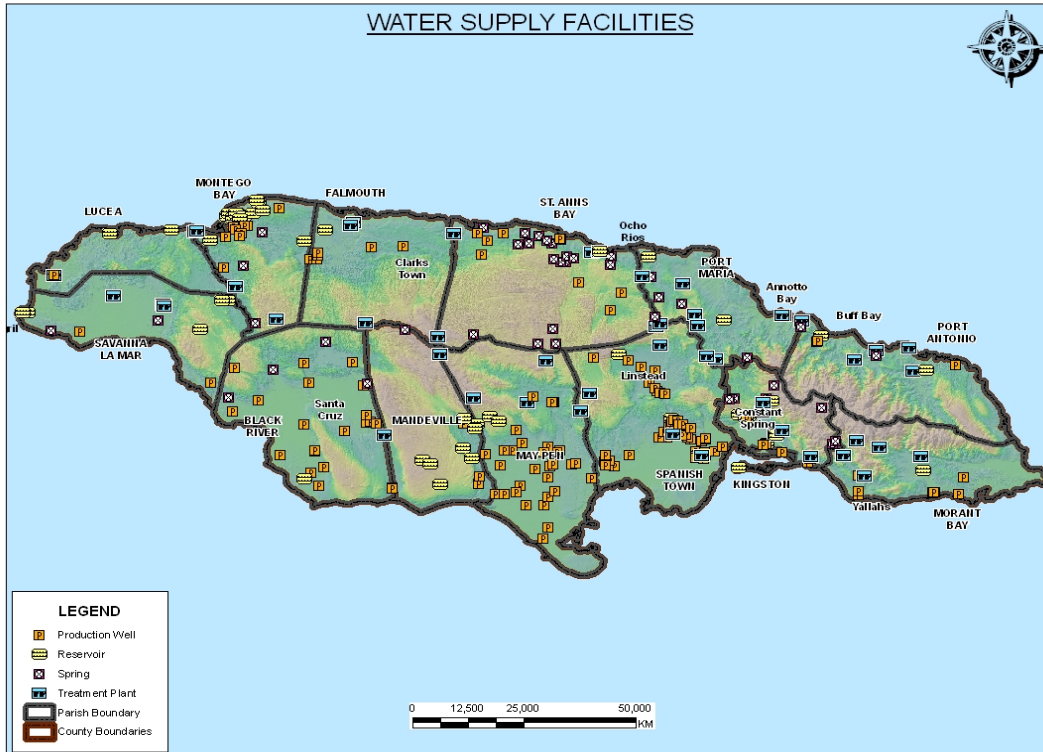 WATER SUPPLY FACILITIES
MONTEGO
BAY
FALMOUTH
LUCEA
ST. ANNS
BAY
Ocho
Rios
PORT
MARIA
Clarks
Town
Annotto
Bay
Buff Bay
PORT
ANTONIO
ril
SAVANNA
LA MAR
Linstead
Santa
Cruz
BLACK
RIVER
MANDEVILLE
Constant
Spring
MAY PEN
SPANISH
TOWN
KINGSTON
Yallahs
MORANT
BAY
LEGEND
Production Well
Reservoir
Spring
Treatment Plant
Parish Boundary
County Boundaries
0 12,500 25,000 50,000
KM